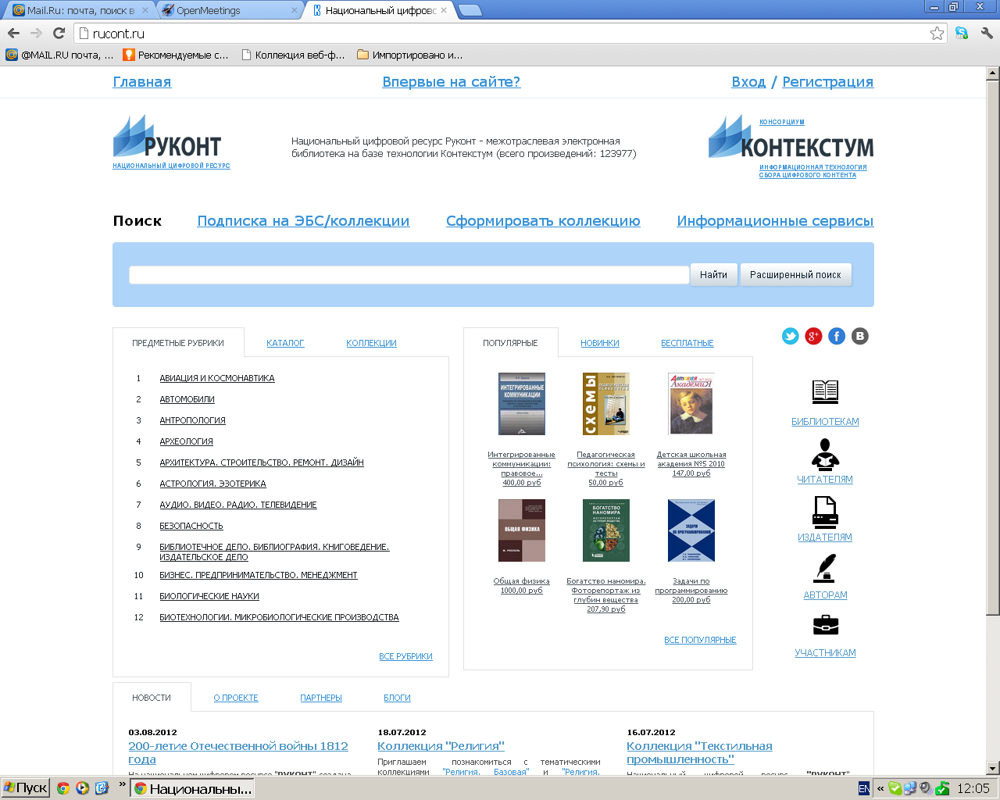 Mail.Ru: почта, поиск в
OpenMeetings
Национальный цифрово
rucont.ru
@MAIL.RU почта, ...
Рекомендуемые с...
Коллекция веб-ф...
Импортировано и...
Главная
Впервые на сайте?
Вход / Регистрация
РУКОНТ
НАЦИОНАЛЬНЫЙ ЦИФРОВОЙ РЕСУРС
Национальный цифровой ресурс Руконт - межотраслевая электронная
библиотека на базе технологии Контекстум (всего произведений: 123977)
КОНСОРЦИУМ
КОНТЕКСТУМ
ИНФОРМАЦИОННАЯ ТЕХНОЛОГИЯ
СБОРА ЦИФРОВОГО КОНТЕНТА
Поиск
Подписка на ЭБС/коллекции
Сформировать коллекцию
Информационные сервисы
Найти
Расширенный поиск
ПРЕДМЕТНЫЕ РУБРИКИ
КАТАЛОГ
КОЛЛЕКЦИИ
1 АВИАЦИЯ И КОСМОНАВТИКА
2 АВТОМОБИЛИ
3 АНТРОПОЛОГИЯ
4 АРХЕОЛОГИЯ
5 АРХИТЕКТУРА. СТРОИТЕЛЬСТВО. РЕМОНТ. ДИЗАЙН
6 АСТРОЛОГИЯ. ЭЗОТЕРИКА
7 АУДИО. ВИДЕО. РАДИО. ТЕЛЕВИДЕНИЕ
8 БЕЗОПАСНОСТЬ
9 БИБЛИОТЕЧНОЕ ДЕЛО. БИБЛИОГРАФИЯ. КНИГОВЕДЕНИЕ.
ИЗДАТЕЛЬСКОЕ ДЕЛО
10 БИЗНЕС. ПРЕДПРИНИМАТЕЛЬСТВО. МЕНЕДЖМЕНТ
11 БИОЛОГИЧЕСКИЕ НАУКИ
12 БИОТЕХНОЛОГИИ. МИКРОБИОЛОГИЧЕСКИЕ ПРОИЗВОДСТВА
ВСЕ РУБРИКИ
ПОПУЛЯРНЫЕ
НОВИНКИ
БЕСПЛАТНЫЕ
ИНТЕГРИРОВАННЫЕ
КОММУНИКАЦИИ
СХЕМЫ
Детская
АкадемиЯ
Интегрированные
коммуникации:
правовое...
400,00 руб
Педагогическая
психология: схемы и
тесты
50,00 руб
Детская школьная
академия №5 2010
147,00 руб
ОБЩАЯ ФИЗИКА
БОГАТСТВО
НАНОМИРА
ЗАДАЧИ
ПО ПРОГРАММИРОВАНИЮ
Общая физика
1000,00 руб
Богатство наномира.
Фоторепортаж из
глубин вещества
207,90 руб
Задачи по
программированию
200,00 руб
ВСЕ ПОПУЛЯРНЫЕ
g+
f
B
БИБЛИОТЕКАМ
ЧИТАТЕЛЯМ
ИЗДАТЕЛЯМ
АВТОРАМ
УЧАСТНИКАМ
НОВОСТИ
О ПРОЕКТЕ
ПАРТНЕРЫ
БЛОГИ
03.08.2012
200-летие Отечественной войны 1812
года
На национальном цифровом ресурсе "РУКОНТ" создана
18.07.2012
Коллекция "Религия"
Приглашаем познакомиться с тематическими
коллекциями "Религия. Базовая" и "Религия.
16.07.2012
Коллекция "Текстильная
промышленность"
Национальный цифровой ресурс "РУКОНТ"
Пуск
Национальны...
EN
12:05